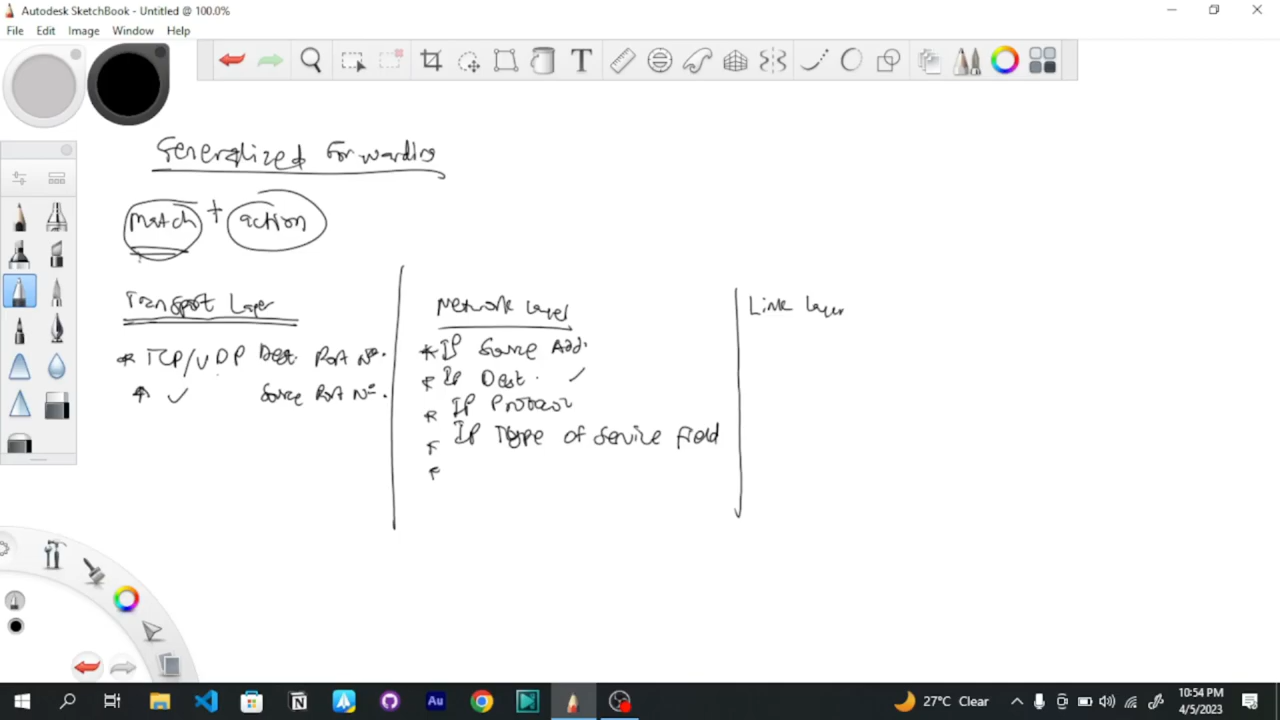 Autodesk SketchBook - Untitled @ 100.0%
File Edit Image Window Help
Generalized Forwarding
match + action
Transport Layer
* TCP/UDP Dest. Port No.
Source Port No.
Network Layer
* IP Source Add.
* IP Dest. ✓
* IP Protocol
* IP Type of Service Field
*
Link Layer
27°C Clear
10:54 PM
4/5/2023